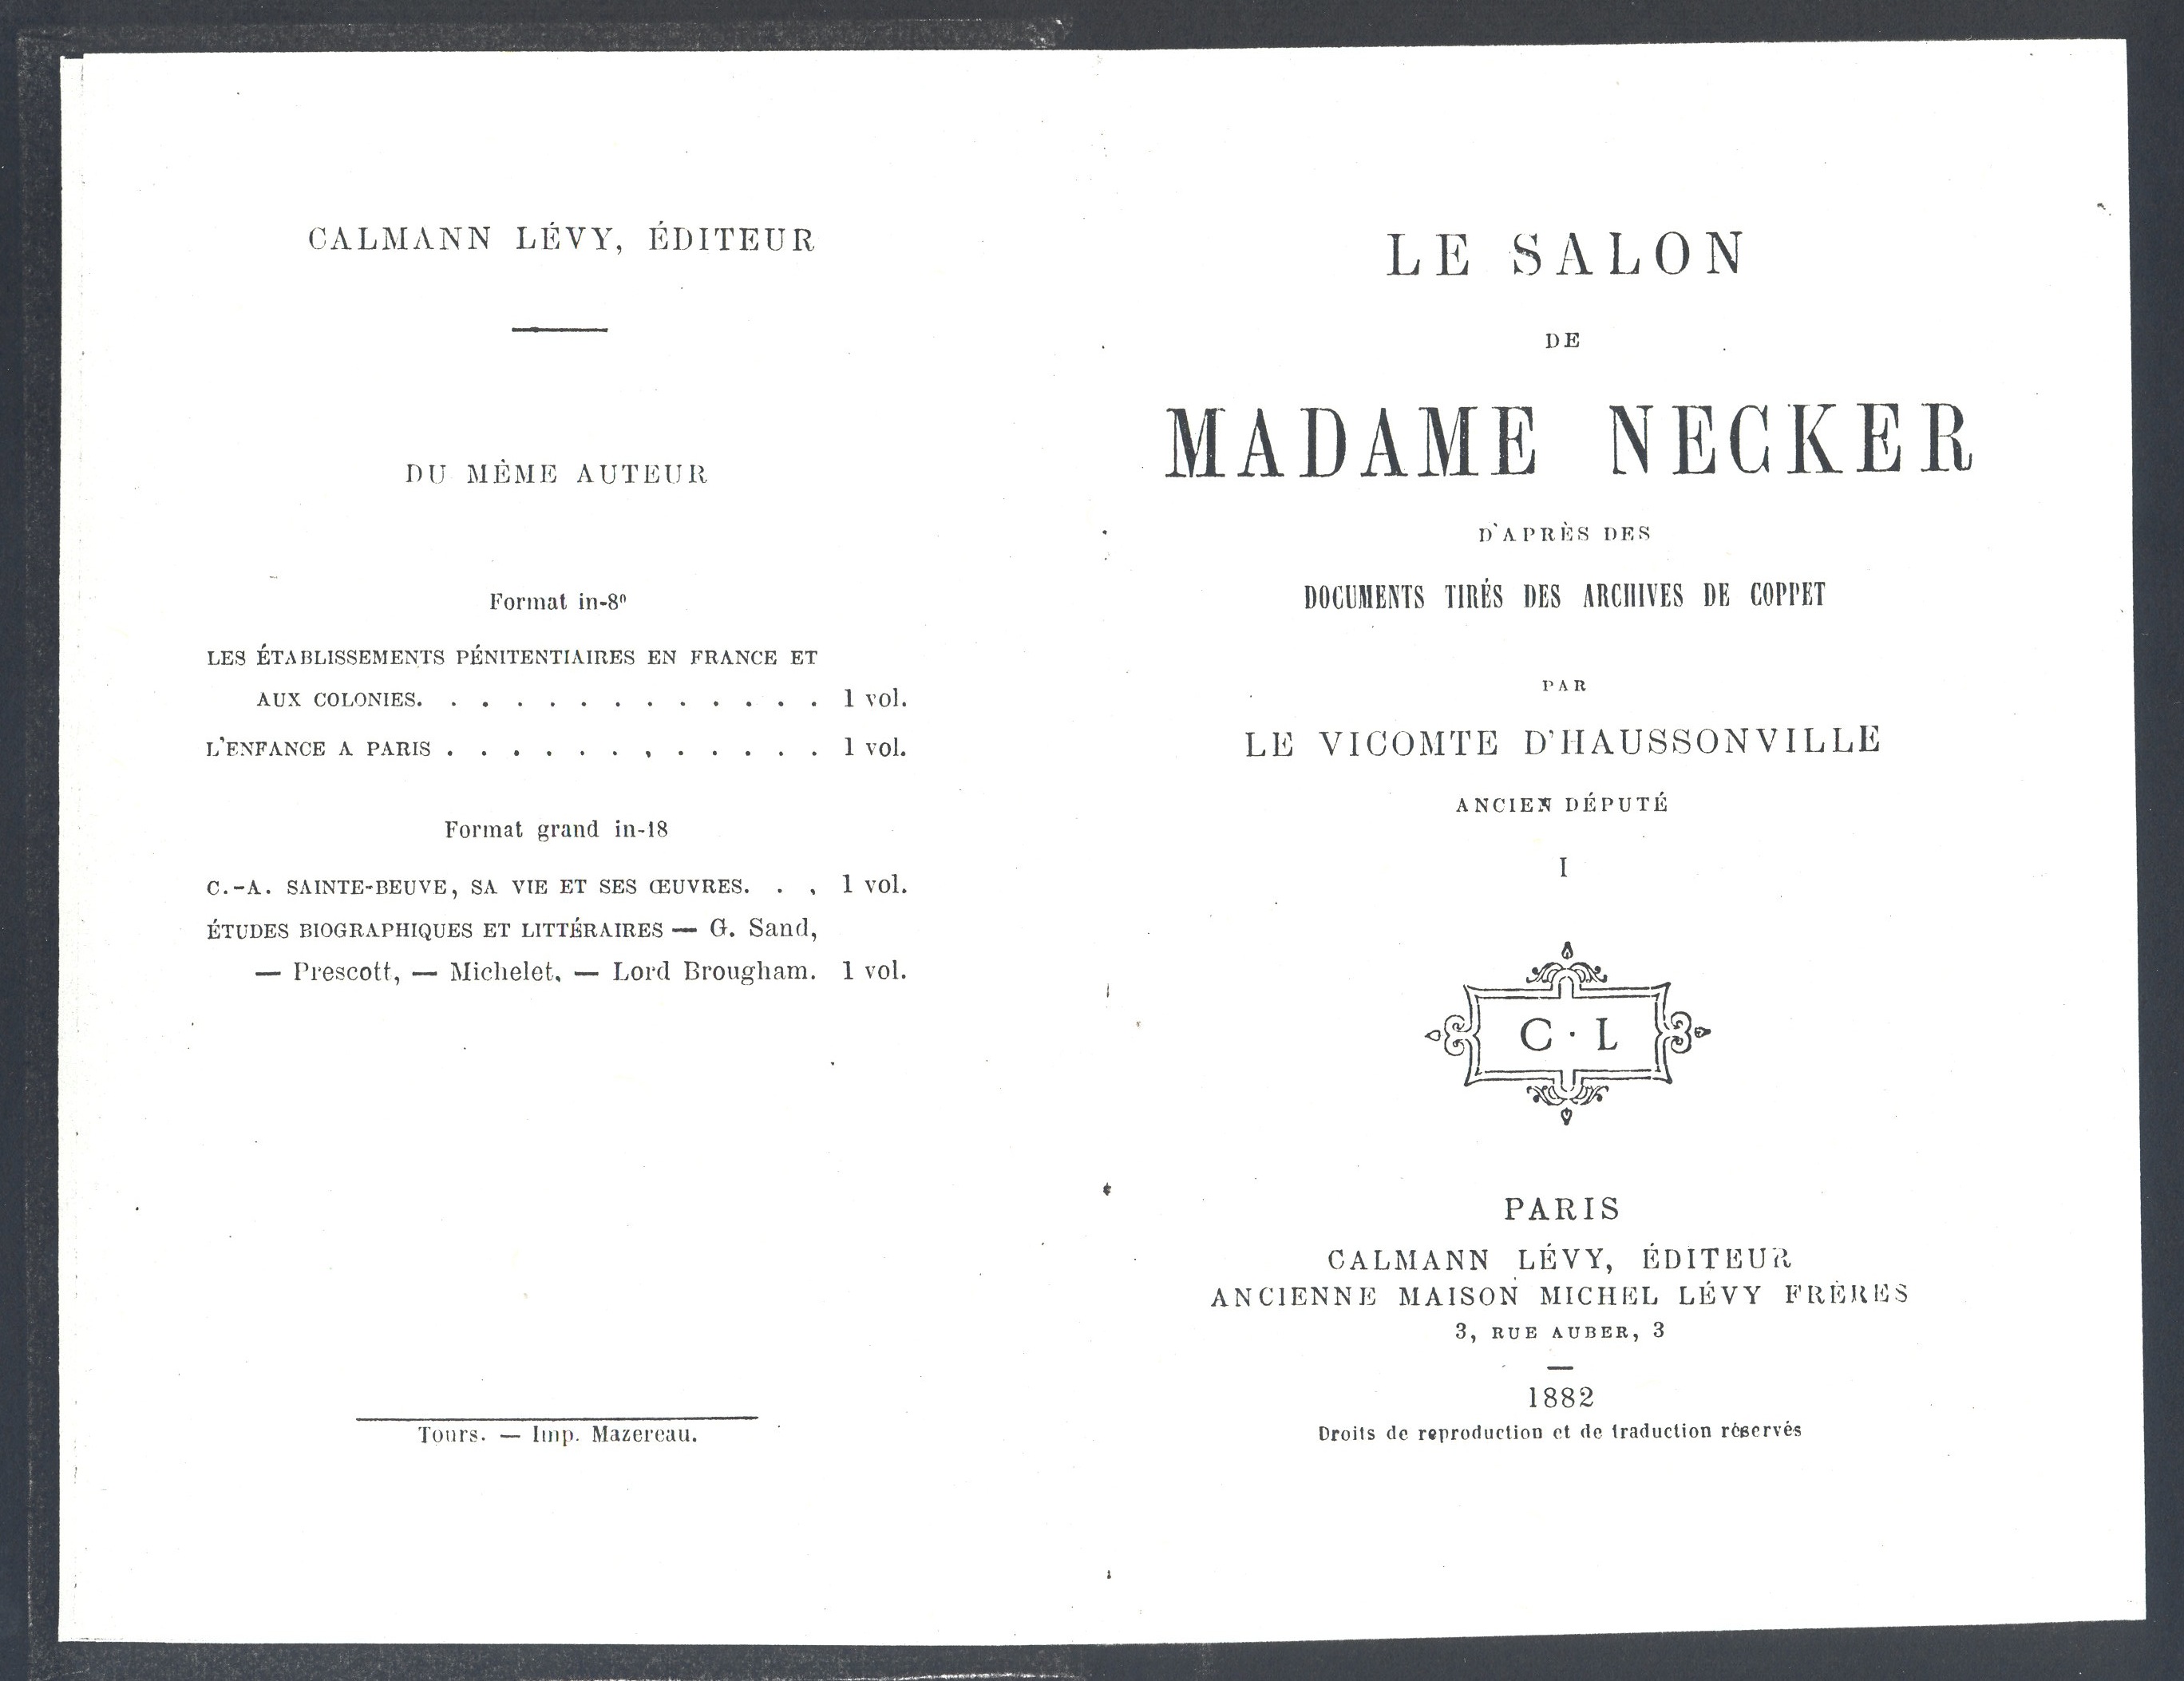 CALMANN LÉVY, ÉDITEUR
DU MÊME AUTEUR
Format in-8º
LES ÉTABLISSEMENTS PÉNITENTIAIRES EN FRANCE ET
AUX COLONIES. . . . . . . . . . . . . 1 vol.
L'ENFANCE A PARIS . . . . . . . . . . . . 1 vol.
Format grand in-18
C.-A. SAINTE-BEUVE, SA VIE ET SES ŒUVRES. . . 1 vol.
ÉTUDES BIOGRAPHIQUES ET LITTÉRAIRES — G. Sand,
— Prescott, — Michelet, — Lord Brougham. 1 vol.
Tours. — Imp. Mazereau.
LE SALON
DE
MADAME NECKER
D'APRÈS DES
DOCUMENTS TIRÉS DES ARCHIVES DE COPPET
PAR
LE VICOMTE D'HAUSSONVILLE
ANCIEN DÉPUTÉ
I
C · L
PARIS
CALMANN LÉVY, ÉDITEUR
ANCIENNE MAISON MICHEL LÉVY FRÈRES
3, RUE AUBER, 3
1882
Droits de reproduction et de traduction réservés